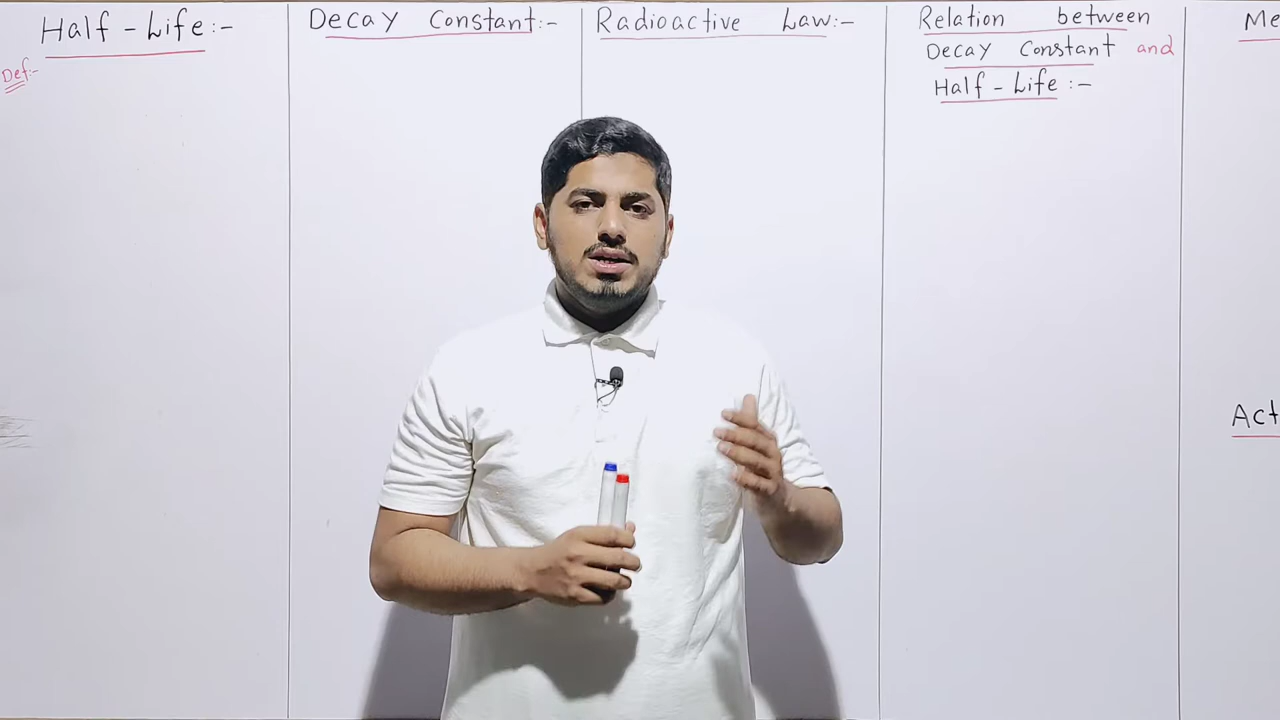 Half - Life :-
Def:-
Decay Constant:-
Radioactive Law:-
Relation between
Decay Constant and
Half - Life :-
Me
Act